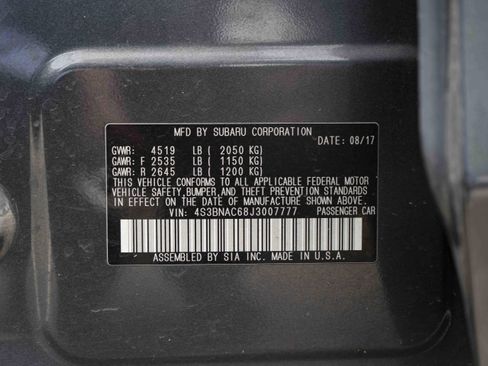 MFD BY SUBARU CORPORATION
DATE: 08/17
GVWR: 4519 LB ( 2050 KG)
GAWR: F 2535 LB ( 1150 KG)
GAWR: R 2645 LB ( 1200 KG)
THIS VEHICLE CONFORMS TO ALL APPLICABLE FEDERAL MOTOR
VEHICLE SAFETY,BUMPER,AND THEFT PREVENTION STANDARDS
IN EFFECT ON THE DATE OF MANUFACTURE SHOWN ABOVE.
VIN: 4S3BNAC68J3007777 PASSENGER CAR
ASSEMBLED BY SIA INC. MADE IN U.S.A.